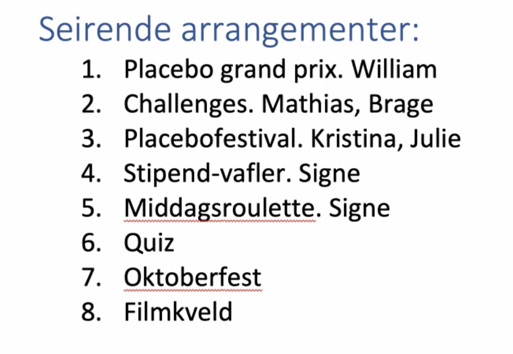 Seirende arrangementer:
1. Placebo grand prix. William
2. Challenges. Mathias, Brage
3. Placebofestival. Kristina, Julie
4. Stipend-vafler. Signe
5. Middagsroulette. Signe
6. Quiz
7. Oktoberfest
8. Filmkveld